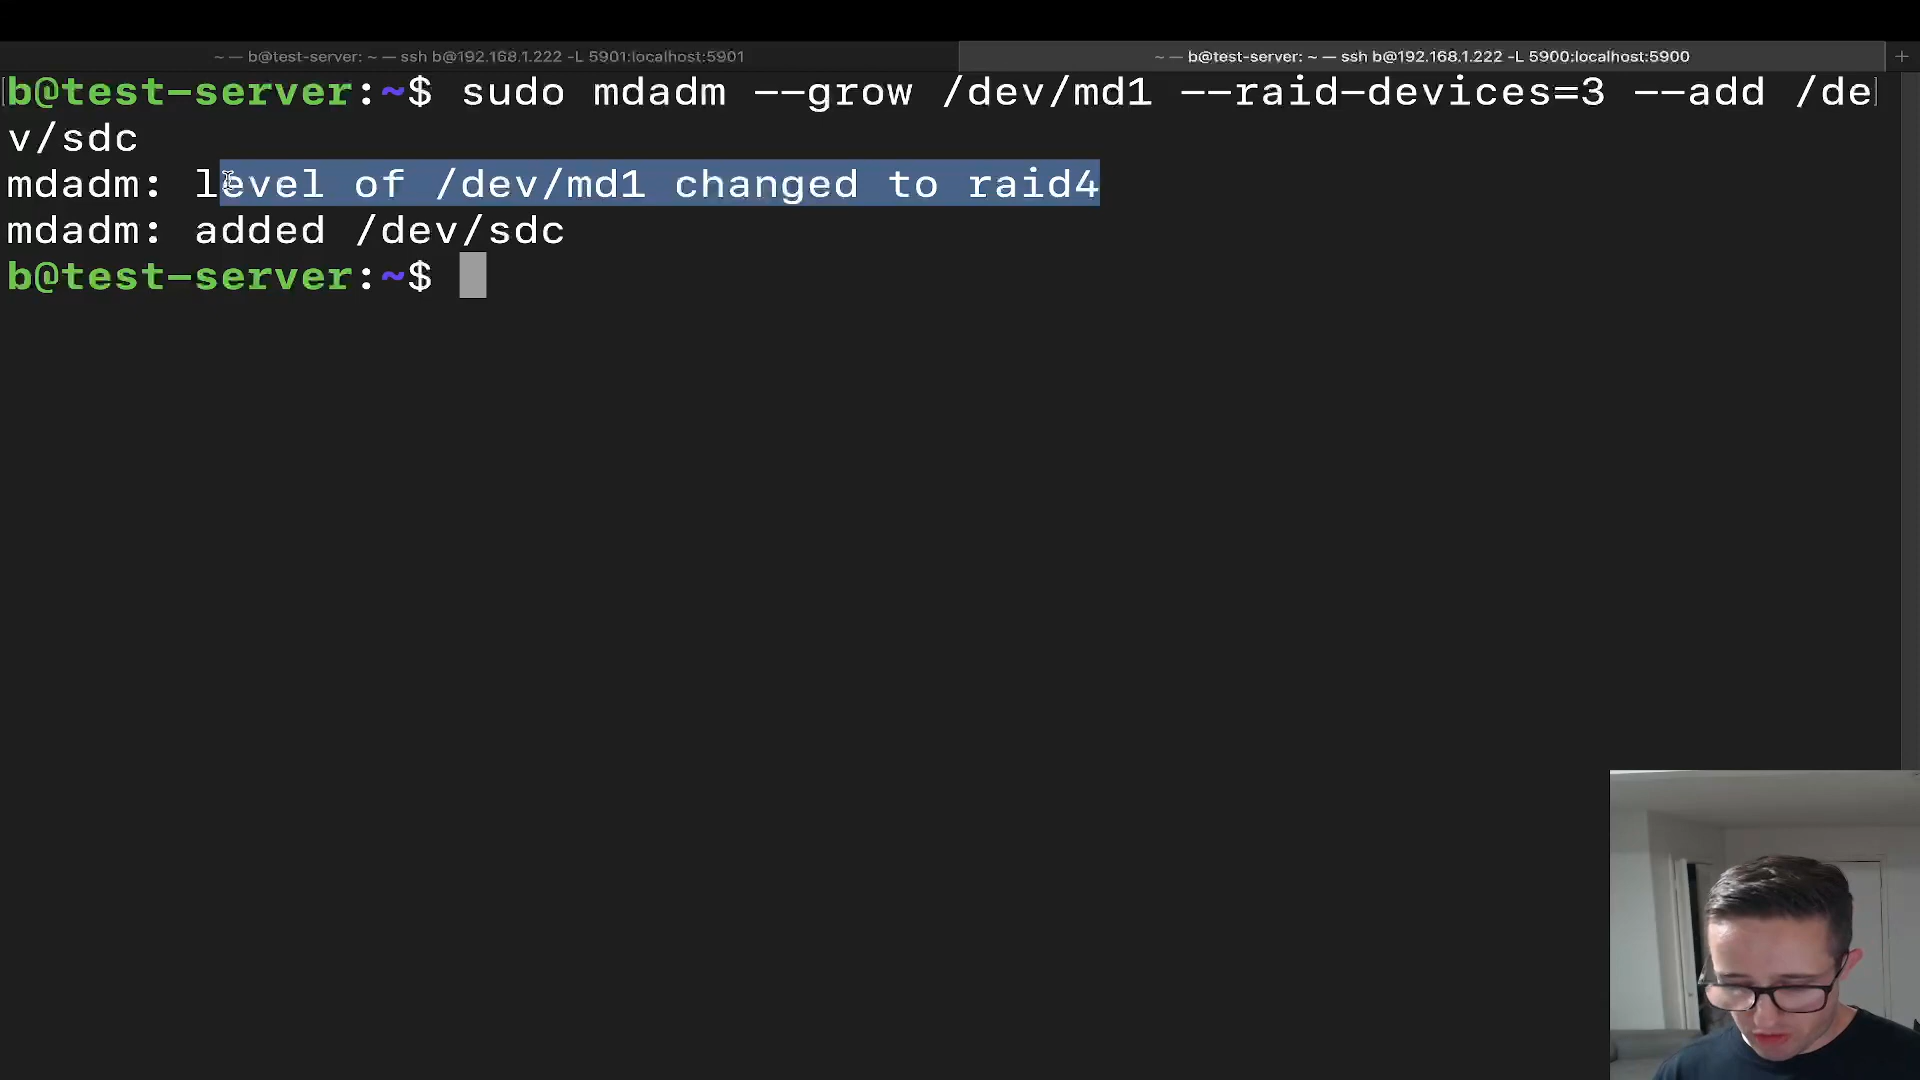 ~ — b@test-server: ~ — ssh b@192.168.1.222 -L 5901:localhost:5901
~ — b@test-server: ~ — ssh b@192.168.1.222 -L 5900:localhost:5900
b@test-server:~$ sudo mdadm --grow /dev/md1 --raid-devices=3 --add /de
v/sdc
mdadm: level of /dev/md1 changed to raid4
mdadm: added /dev/sdc
b@test-server:~$